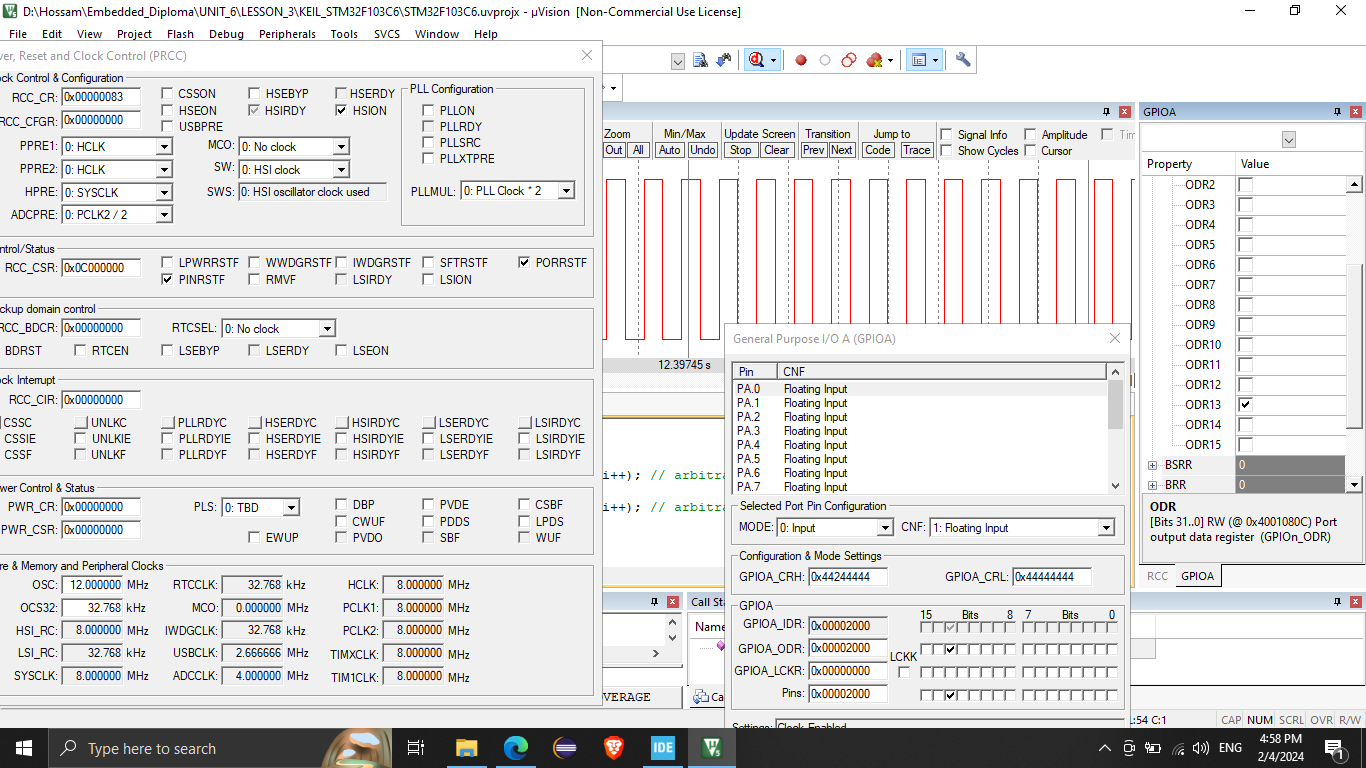 D:\Hossam\Embedded_Diploma\UNIT_6\LESSON_3\KEIL_STM32F103C6\STM32F103C6.uvprojx - µVision [Non-Commercial Use License]
File Edit View Project Flash Debug Peripherals Tools SVCS Window Help
ver, Reset and Clock Control (PRCC)
ock Control & Configuration
RCC_CR: 0x00000083 CSSON HSEBYP HSERDY
HSEON HSIRDY HSION
RCC_CFGR: 0x00000000
USBPRE
PPRE1: 0: HCLK MCO: 0: No clock
PPRE2: 0: HCLK SW: 0: HSI clock
HPRE: 0: SYSCLK SWS: 0: HSI oscillator clock used
ADCPRE: 0: PCLK2 / 2
PLL Configuration
PLLON
PLLRDY
PLLSRC
PLLXTPRE
PLLMUL: 0: PLL Clock * 2
ntrol/Status
RCC_CSR: 0x0C000000 LPWRRSTF WWDGRSTF IWDGRSTF SFTRSTF PORRSTF
PINRSTF RMVF LSIRDY LSION
ckup domain control
RCC_BDCR: 0x00000000 RTCSEL: 0: No clock
BDRST RTCEN LSEBYP LSERDY LSEON
ock Interrupt
RCC_CIR: 0x00000000
CSSC UNLKC PLLRDYC HSERDYC HSIRDYC LSERDYC LSIRDYC
CSSIE UNLKIE PLLRDYIE HSERDYIE HSIRDYIE LSERDYIE LSIRDYIE
CSSF UNLKF PLLRDYF HSERDYF HSIRDYF LSERDYF LSIRDYF
wer Control & Status
PWR_CR: 0x00000000 PLS: 0: TBD DBP PVDE CSBF
CWUF PDDS LPDS
PWR_CSR: 0x00000000 EWUP PVDO SBF WUF
re & Memory and Peripheral Clocks
OSC: 12.000000 MHz RTCCLK: 32.768 kHz HCLK: 8.000000 MHz
OCS32: 32.768 kHz MCO: 0.000000 MHz PCLK1: 8.000000 MHz
HSI_RC: 8.000000 MHz IWDGCLK: 32.768 kHz PCLK2: 8.000000 MHz
LSI_RC: 32.768 kHz USBCLK: 2.666666 MHz TIMXCLK: 8.000000 MHz
SYSCLK: 8.000000 MHz ADCCLK: 4.000000 MHz TIM1CLK: 8.000000 MHz
Zoom Min/Max Update Screen Transition Jump to Signal Info Amplitude
Out All Auto Undo Stop Clear Prev Next Code Trace Show Cycles Cursor
12.39745 s
i++); // arbitra
i++); // arbitra
General Purpose I/O A (GPIOA)
Pin CNF
PA.0 Floating Input
PA.1 Floating Input
PA.2 Floating Input
PA.3 Floating Input
PA.4 Floating Input
PA.5 Floating Input
PA.6 Floating Input
PA.7 Floating Input
Selected Port Pin Configuration
MODE: 0: Input CNF: 1: Floating Input
Configuration & Mode Settings
GPIOA_CRH: 0x44244444 GPIOA_CRL: 0x44444444
GPIOA
15 Bits 8 7 Bits 0
GPIOA_IDR: 0x00002000
GPIOA_ODR: 0x00002000
LCKK
GPIOA_LCKR: 0x00000000
Pins: 0x00002000
Settings: Clock Enabled
GPIOA
Property Value
ODR2
ODR3
ODR4
ODR5
ODR6
ODR7
ODR8
ODR9
ODR10
ODR11
ODR12
ODR13
ODR14
ODR15
BSRR 0
BRR 0
ODR
[Bits 31..0] RW (@ 0x4001080C) Port
output data register (GPIOn_ODR)
RCC GPIOA
Call Sta
Name
VERAGE
Ca
L:54 C:1 CAP NUM SCRL OVR R/W
Type here to search
IDE
ENG
4:58 PM
2/4/2024
1